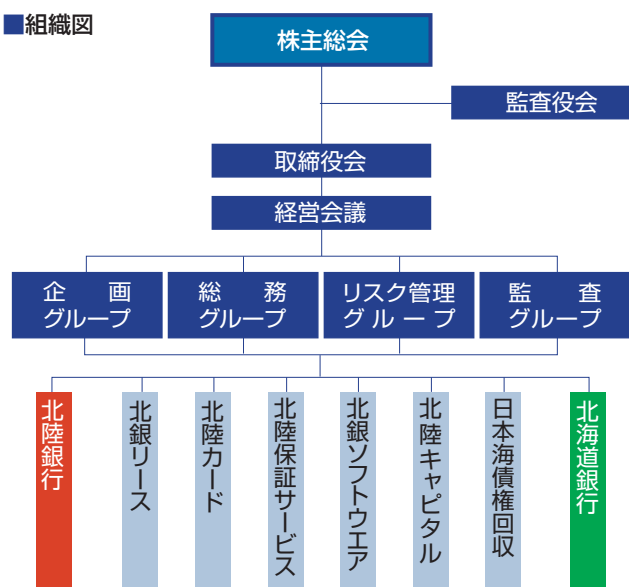 ■組織図
株主総会
監査役会
取締役会
経営会議
企画
グループ
総務
グループ
リスク管理
グループ
監査
グループ
北陸銀行
北銀リース
北陸カード
北陸保証サービス
北銀ソフトウエア
北陸キャピタル
日本海債権回収
北海道銀行